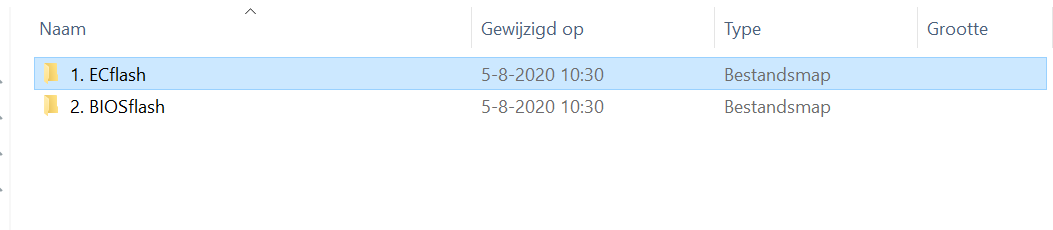 Naam Gewijzigd op Type Grootte
1. ECflash 5-8-2020 10:30 Bestandsmap
2. BIOSflash 5-8-2020 10:30 Bestandsmap